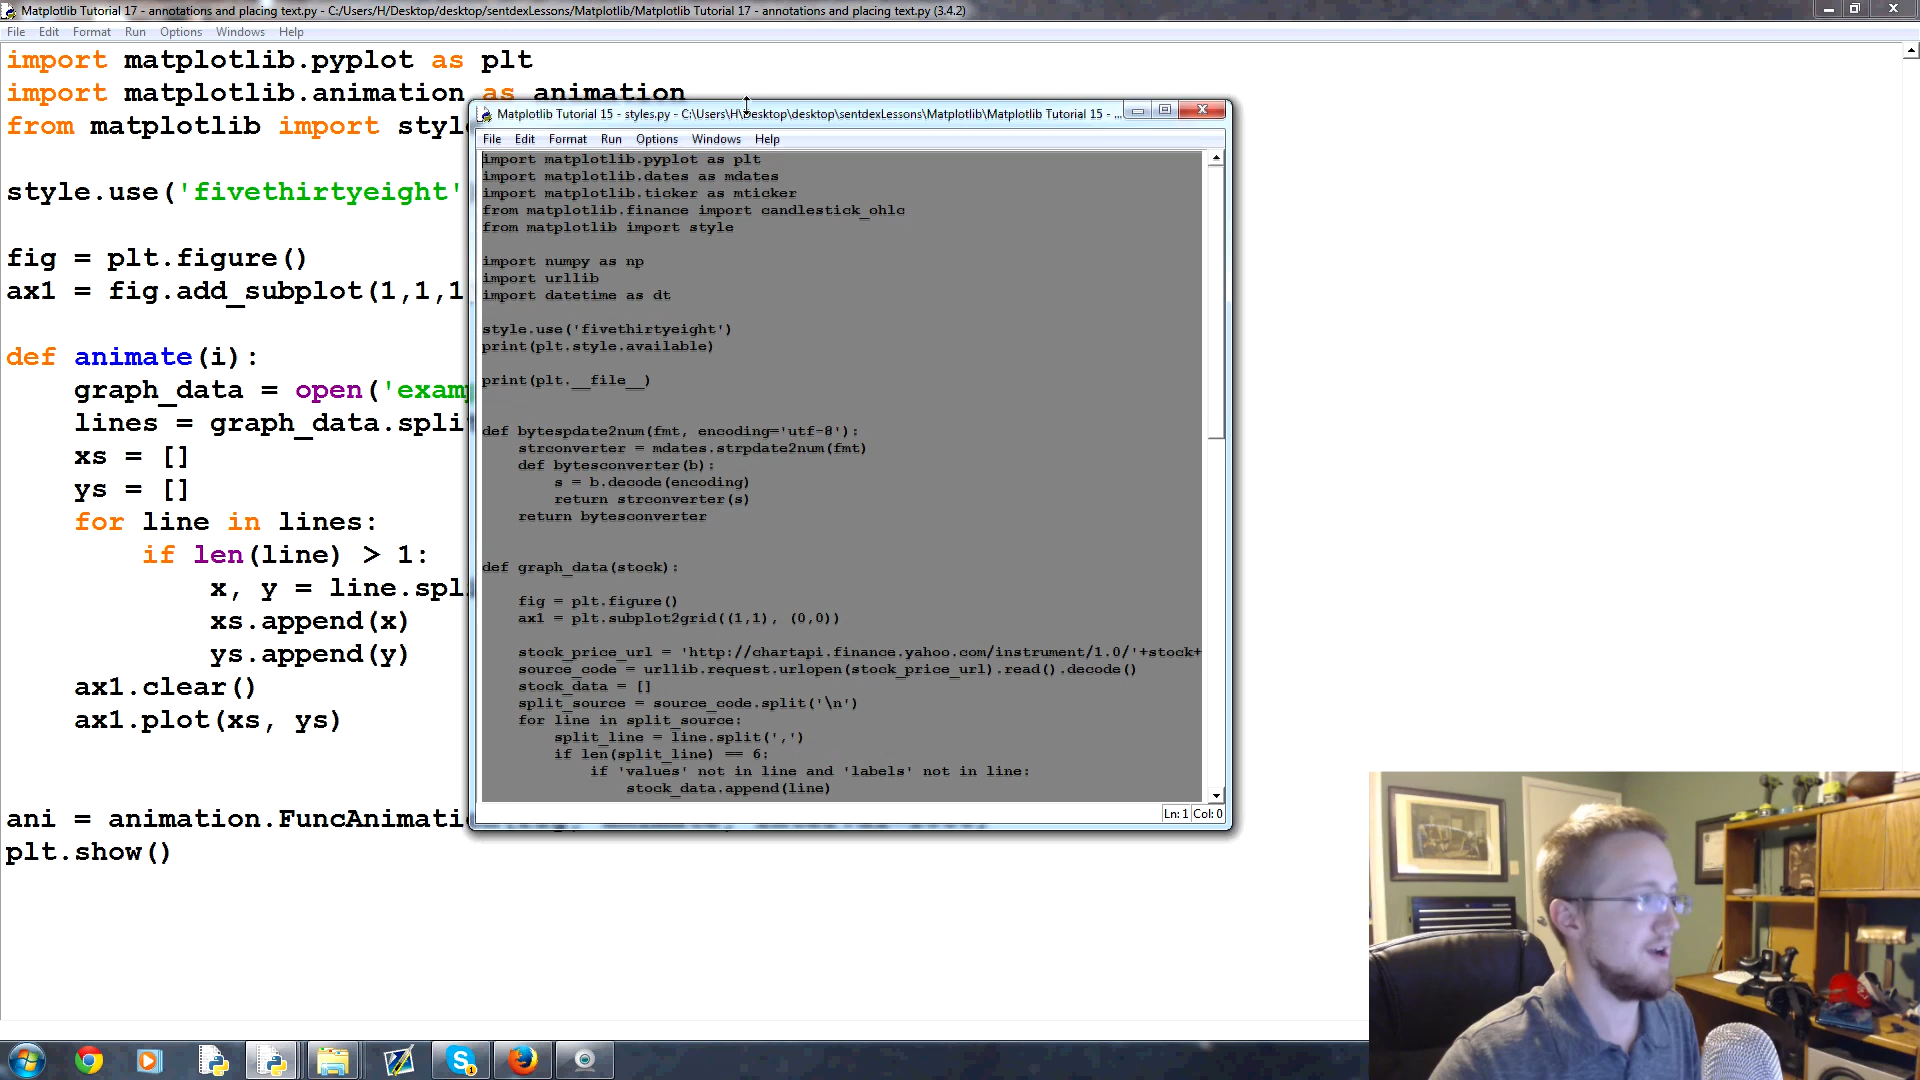 Matplotlib Tutorial 17 - annotations and placing text.py - C:/Users/H/Desktop/desktop/sentdexLessons/Matplotlib/Matplotlib Tutorial 17 - annotations and placing text.py (3.4.2)
File Edit Format Run Options Windows Help
import matplotlib.pyplot as plt
import matplotlib.animation as animation
from matplotlib import style
style.use('fivethirtyeight'
fig = plt.figure()
ax1 = fig.add_subplot(1,1,1
def animate(i):
graph_data = open('examp
lines = graph_data.split
xs = []
ys = []
for line in lines:
if len(line) > 1:
x, y = line.spl
xs.append(x)
ys.append(y)
ax1.clear()
ax1.plot(xs, ys)
ani = animation.FuncAnimati
plt.show()
Matplotlib Tutorial 15 - styles.py - C:\Users\H\Desktop\desktop\sentdexLessons\Matplotlib\Matplotlib Tutorial 15 - ...
File Edit Format Run Options Windows Help
import matplotlib.pyplot as plt
import matplotlib.dates as mdates
import matplotlib.ticker as mticker
from matplotlib.finance import candlestick_ohlc
from matplotlib import style
import numpy as np
import urllib
import datetime as dt
style.use('fivethirtyeight')
print(plt.style.available)
print(plt.__file__)
def bytespdate2num(fmt, encoding='utf-8'):
strconverter = mdates.strpdate2num(fmt)
def bytesconverter(b):
s = b.decode(encoding)
return strconverter(s)
return bytesconverter
def graph_data(stock):
fig = plt.figure()
ax1 = plt.subplot2grid((1,1), (0,0))
stock_price_url = 'http://chartapi.finance.yahoo.com/instrument/1.0/'+stock+
source_code = urllib.request.urlopen(stock_price_url).read().decode()
stock_data = []
split_source = source_code.split('\n')
for line in split_source:
split_line = line.split(',')
if len(split_line) == 6:
if 'values' not in line and 'labels' not in line:
stock_data.append(line)
Ln: 1 Col: 0